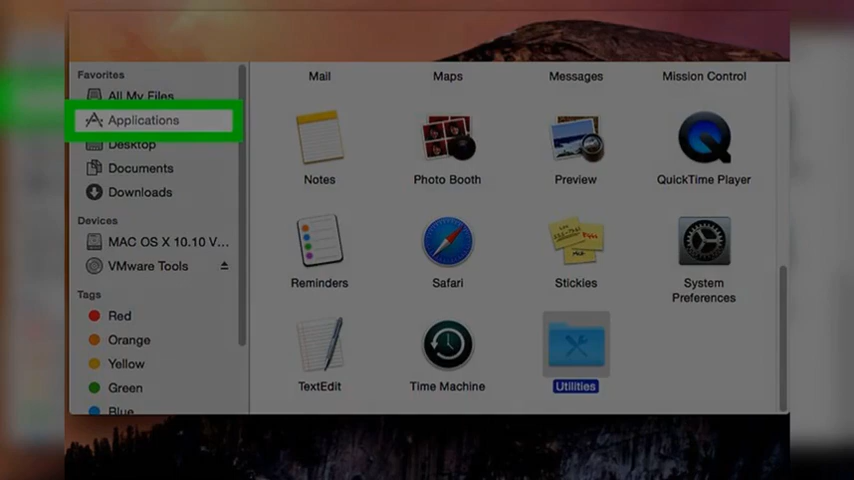 Favorites
All My Files
Applications
Desktop
Documents
Downloads
Devices
MAC OS X 10.10 V...
VMware Tools
Tags
Red
Orange
Yellow
Green
Blue
Mail
Maps
Messages
Mission Control
Notes
Photo Booth
Preview
QuickTime Player
Reminders
Safari
Stickies
System
Preferences
TextEdit
Time Machine
Utilities